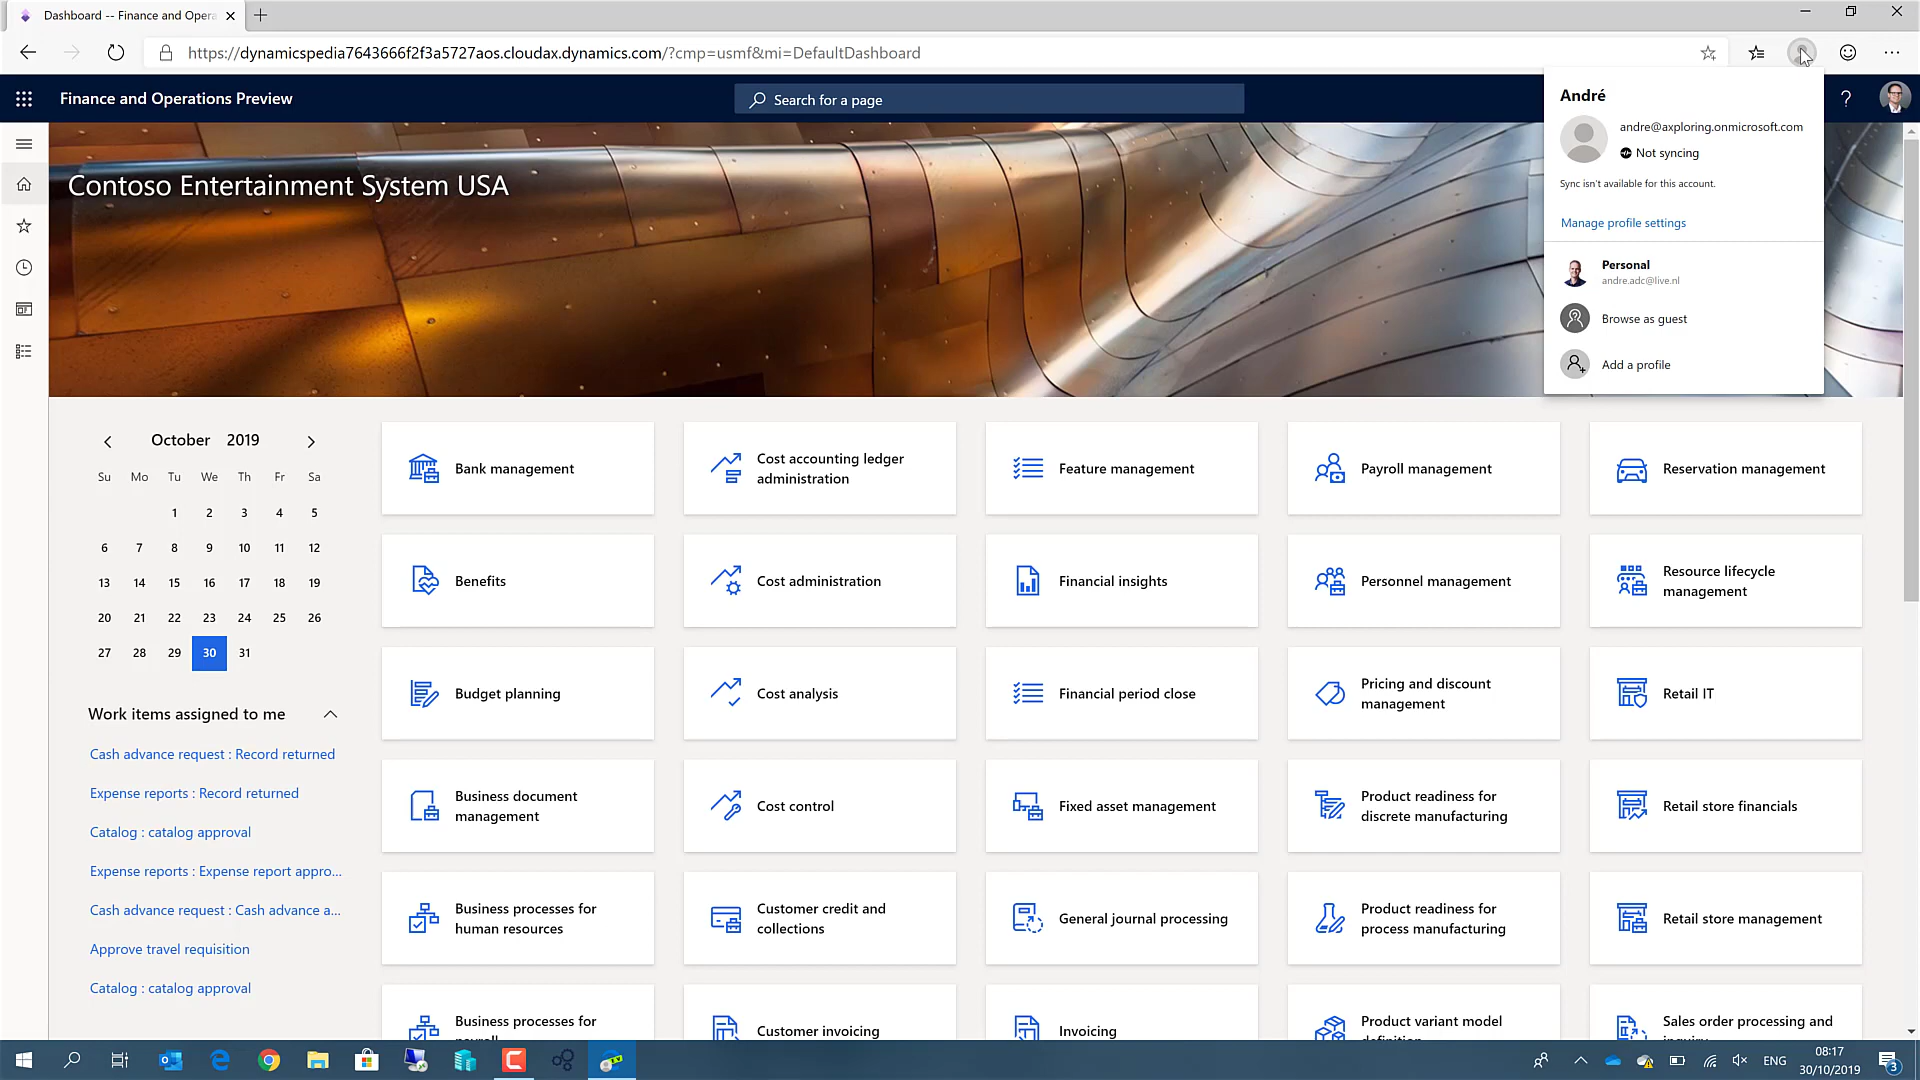 Dashboard -- Finance and Opera
https://dynamicspedia7643666f2f3a5727aos.cloudax.dynamics.com/?cmp=usmf&mi=DefaultDashboard
Finance and Operations Preview
Search for a page
?
André
andre@axploring.onmicrosoft.com
Not syncing
Sync isn't available for this account.
Manage profile settings
Personal
andre.adc@live.nl
Browse as guest
Add a profile
Contoso Entertainment System USA
October 2019
Su Mo Tu We Th Fr Sa
1 2 3 4 5
6 7 8 9 10 11 12
13 14 15 16 17 18 19
20 21 22 23 24 25 26
27 28 29 30 31
Work items assigned to me
Cash advance request : Record returned
Expense reports : Record returned
Catalog : catalog approval
Expense reports : Expense report appro...
Cash advance request : Cash advance a...
Approve travel requisition
Catalog : catalog approval
Bank management
Cost accounting ledger
administration
Feature management
Payroll management
Reservation management
Benefits
Cost administration
Financial insights
Personnel management
Resource lifecycle
management
Budget planning
Cost analysis
Financial period close
Pricing and discount
management
Retail IT
Business document
management
Cost control
Fixed asset management
Product readiness for
discrete manufacturing
Retail store financials
Business processes for
human resources
Customer credit and
collections
General journal processing
Product readiness for
process manufacturing
Retail store management
Business processes for
payroll
Customer invoicing
Invoicing
Product variant model
definition
Sales order processing and
inquiry
ENG
08:17
30/10/2019
3